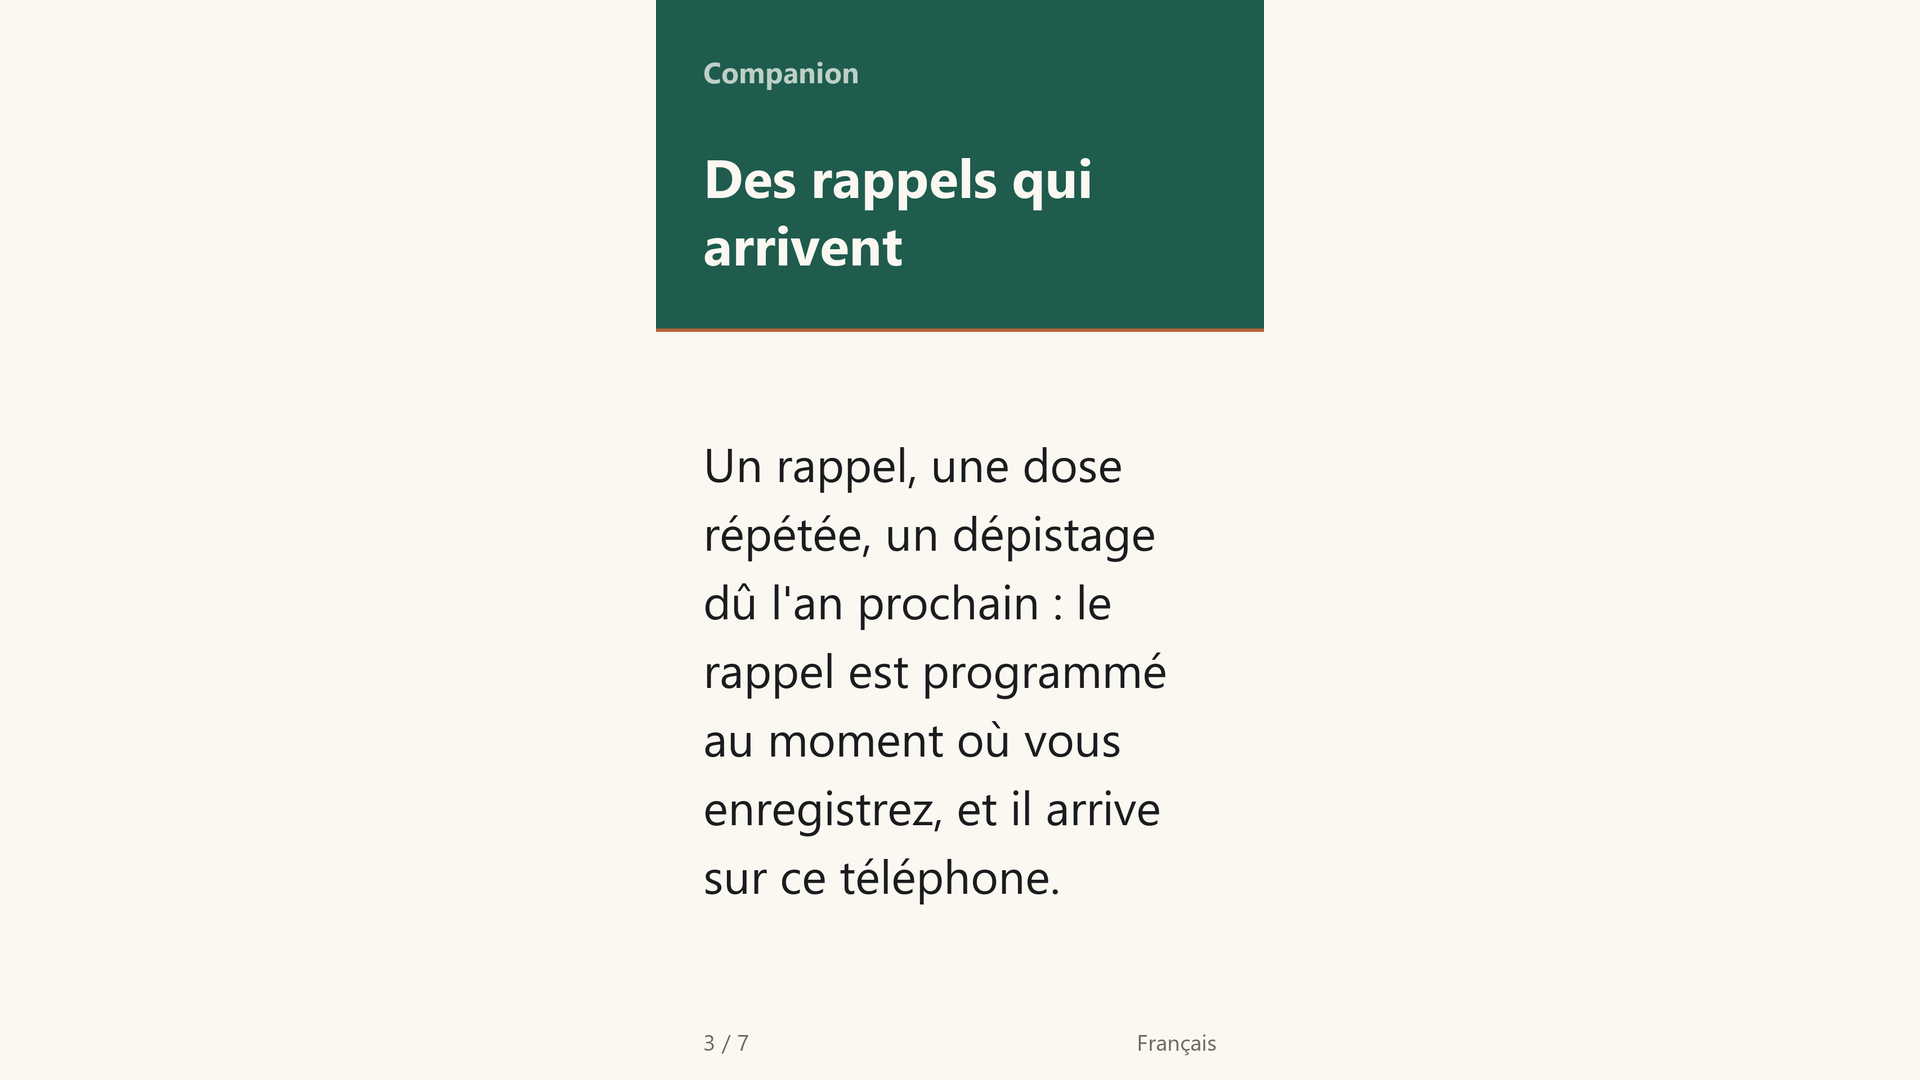 Companion
Des rappels qui
arrivent
Un rappel, une dose
répétée, un dépistage
dû l'an prochain : le
rappel est programmé
au moment où vous
enregistrez, et il arrive
sur ce téléphone.
3 / 7
Français